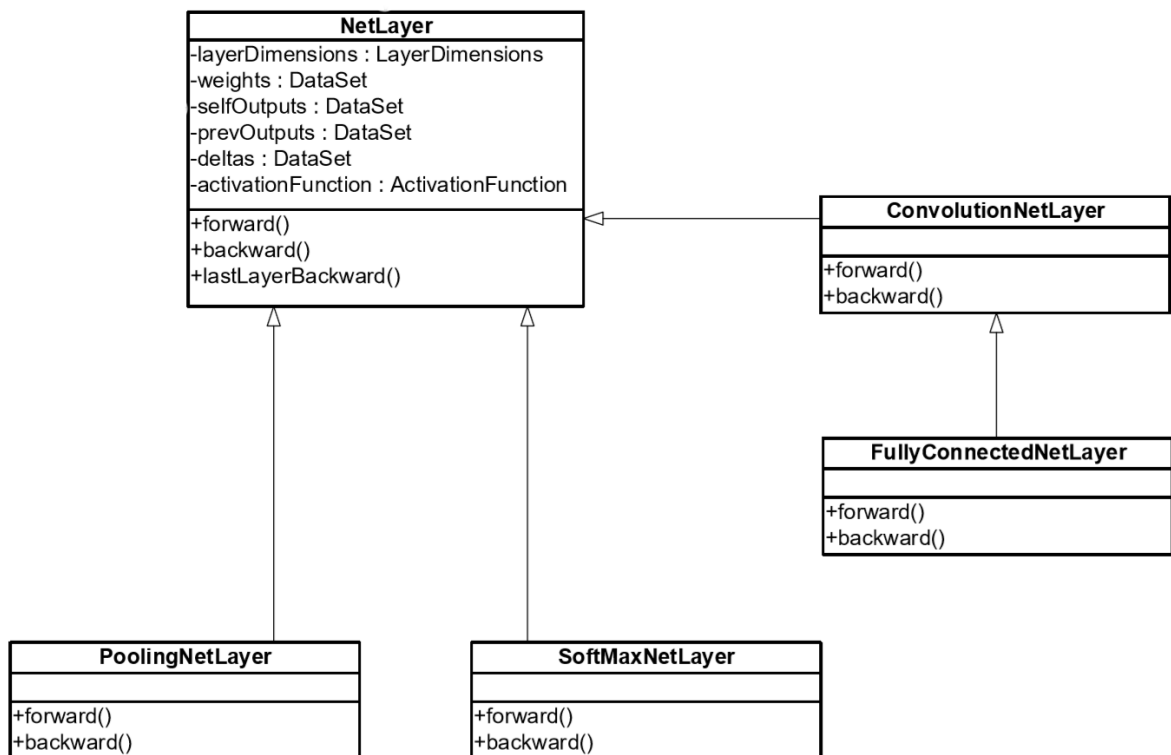 NetLayer
-layerDimensions : LayerDimensions
-weights : DataSet
-selfOutputs : DataSet
-prevOutputs : DataSet
-deltas : DataSet
-activationFunction : ActivationFunction
+forward()
+backward()
+lastLayerBackward()
ConvolutionNetLayer
+forward()
+backward()
FullyConnectedNetLayer
+forward()
+backward()
PoolingNetLayer
+forward()
+backward()
SoftMaxNetLayer
+forward()
+backward()